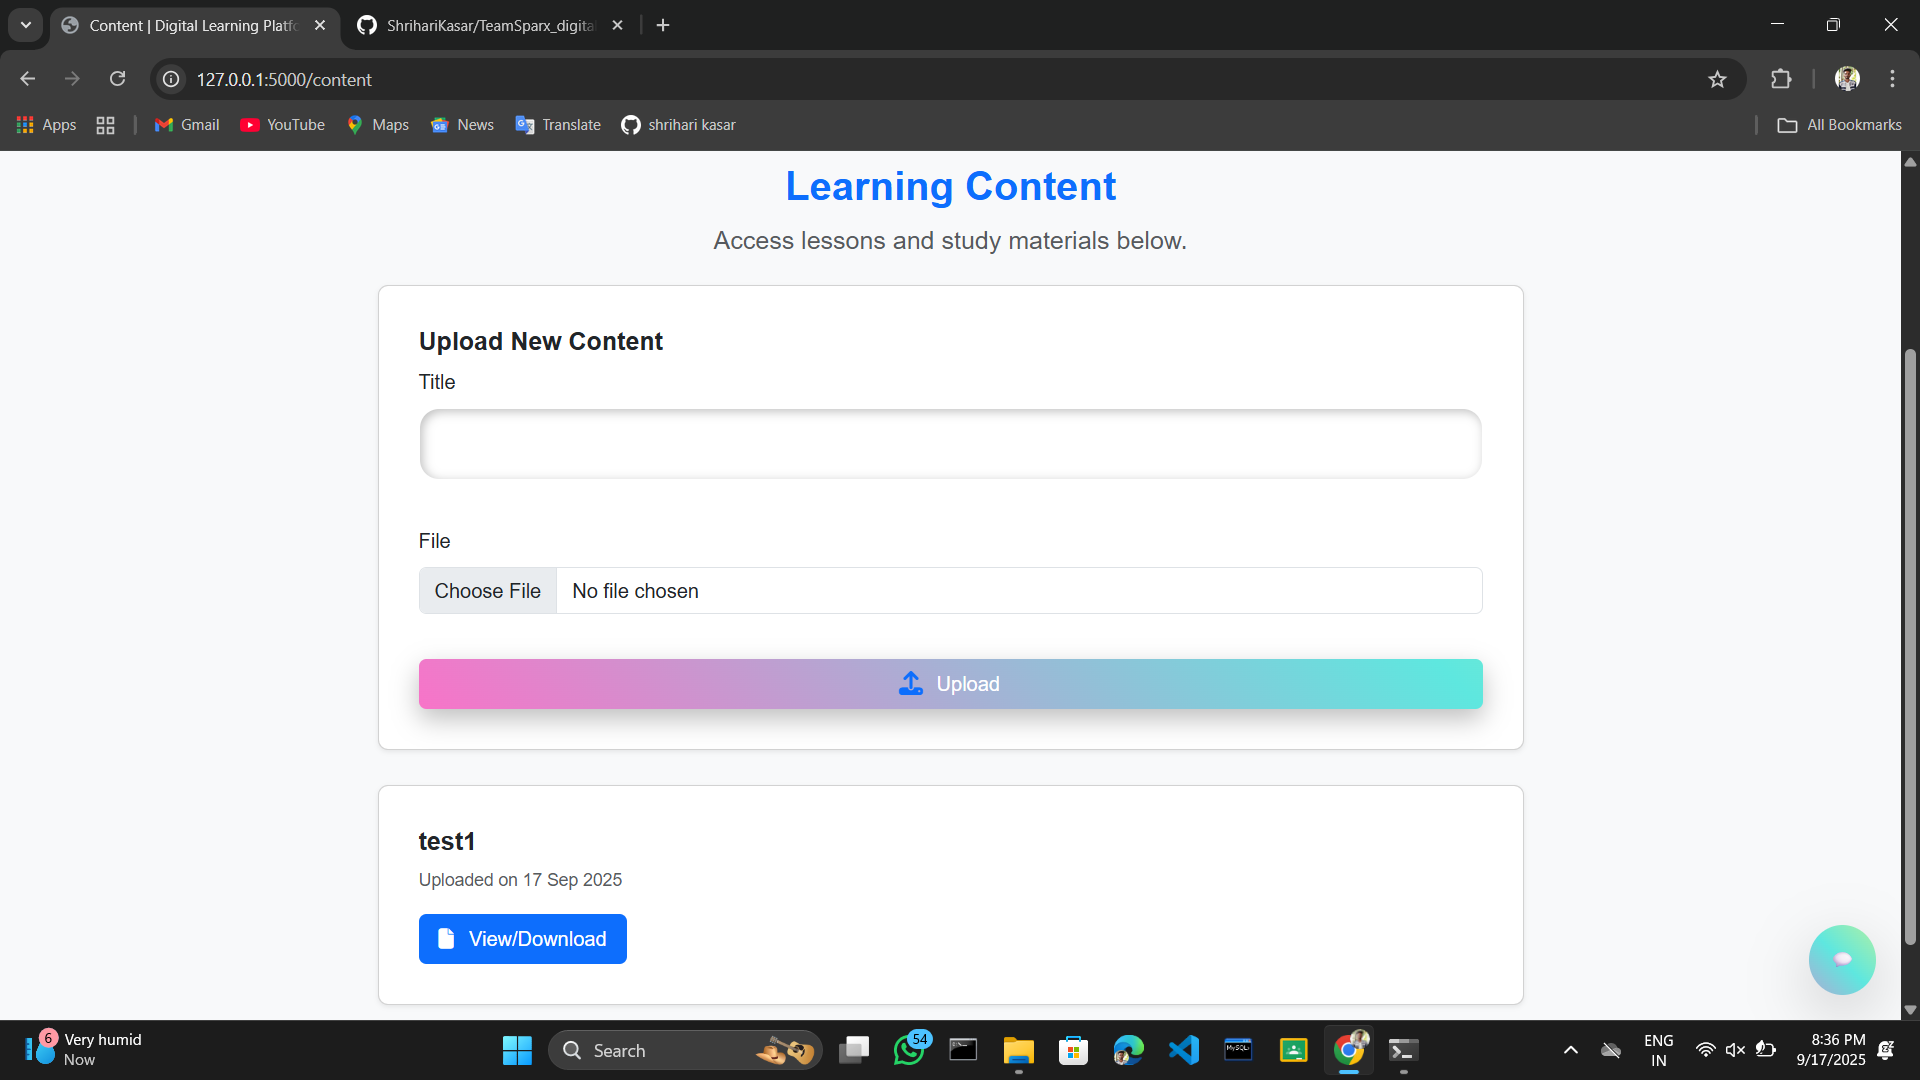 Content | Digital Learning Platfo
ShrihariKasar/TeamSparx_digital
127.0.0.1:5000/content
Apps
Gmail
YouTube
Maps
News
Translate
shrihari kasar
All Bookmarks
Learning Content
Access lessons and study materials below.
Upload New Content
Title
File
Choose File No file chosen
Upload
test1
Uploaded on 17 Sep 2025
View/Download
6
Very humid
Now
Search
54
MySQL
ENG
IN
8:36 PM
9/17/2025